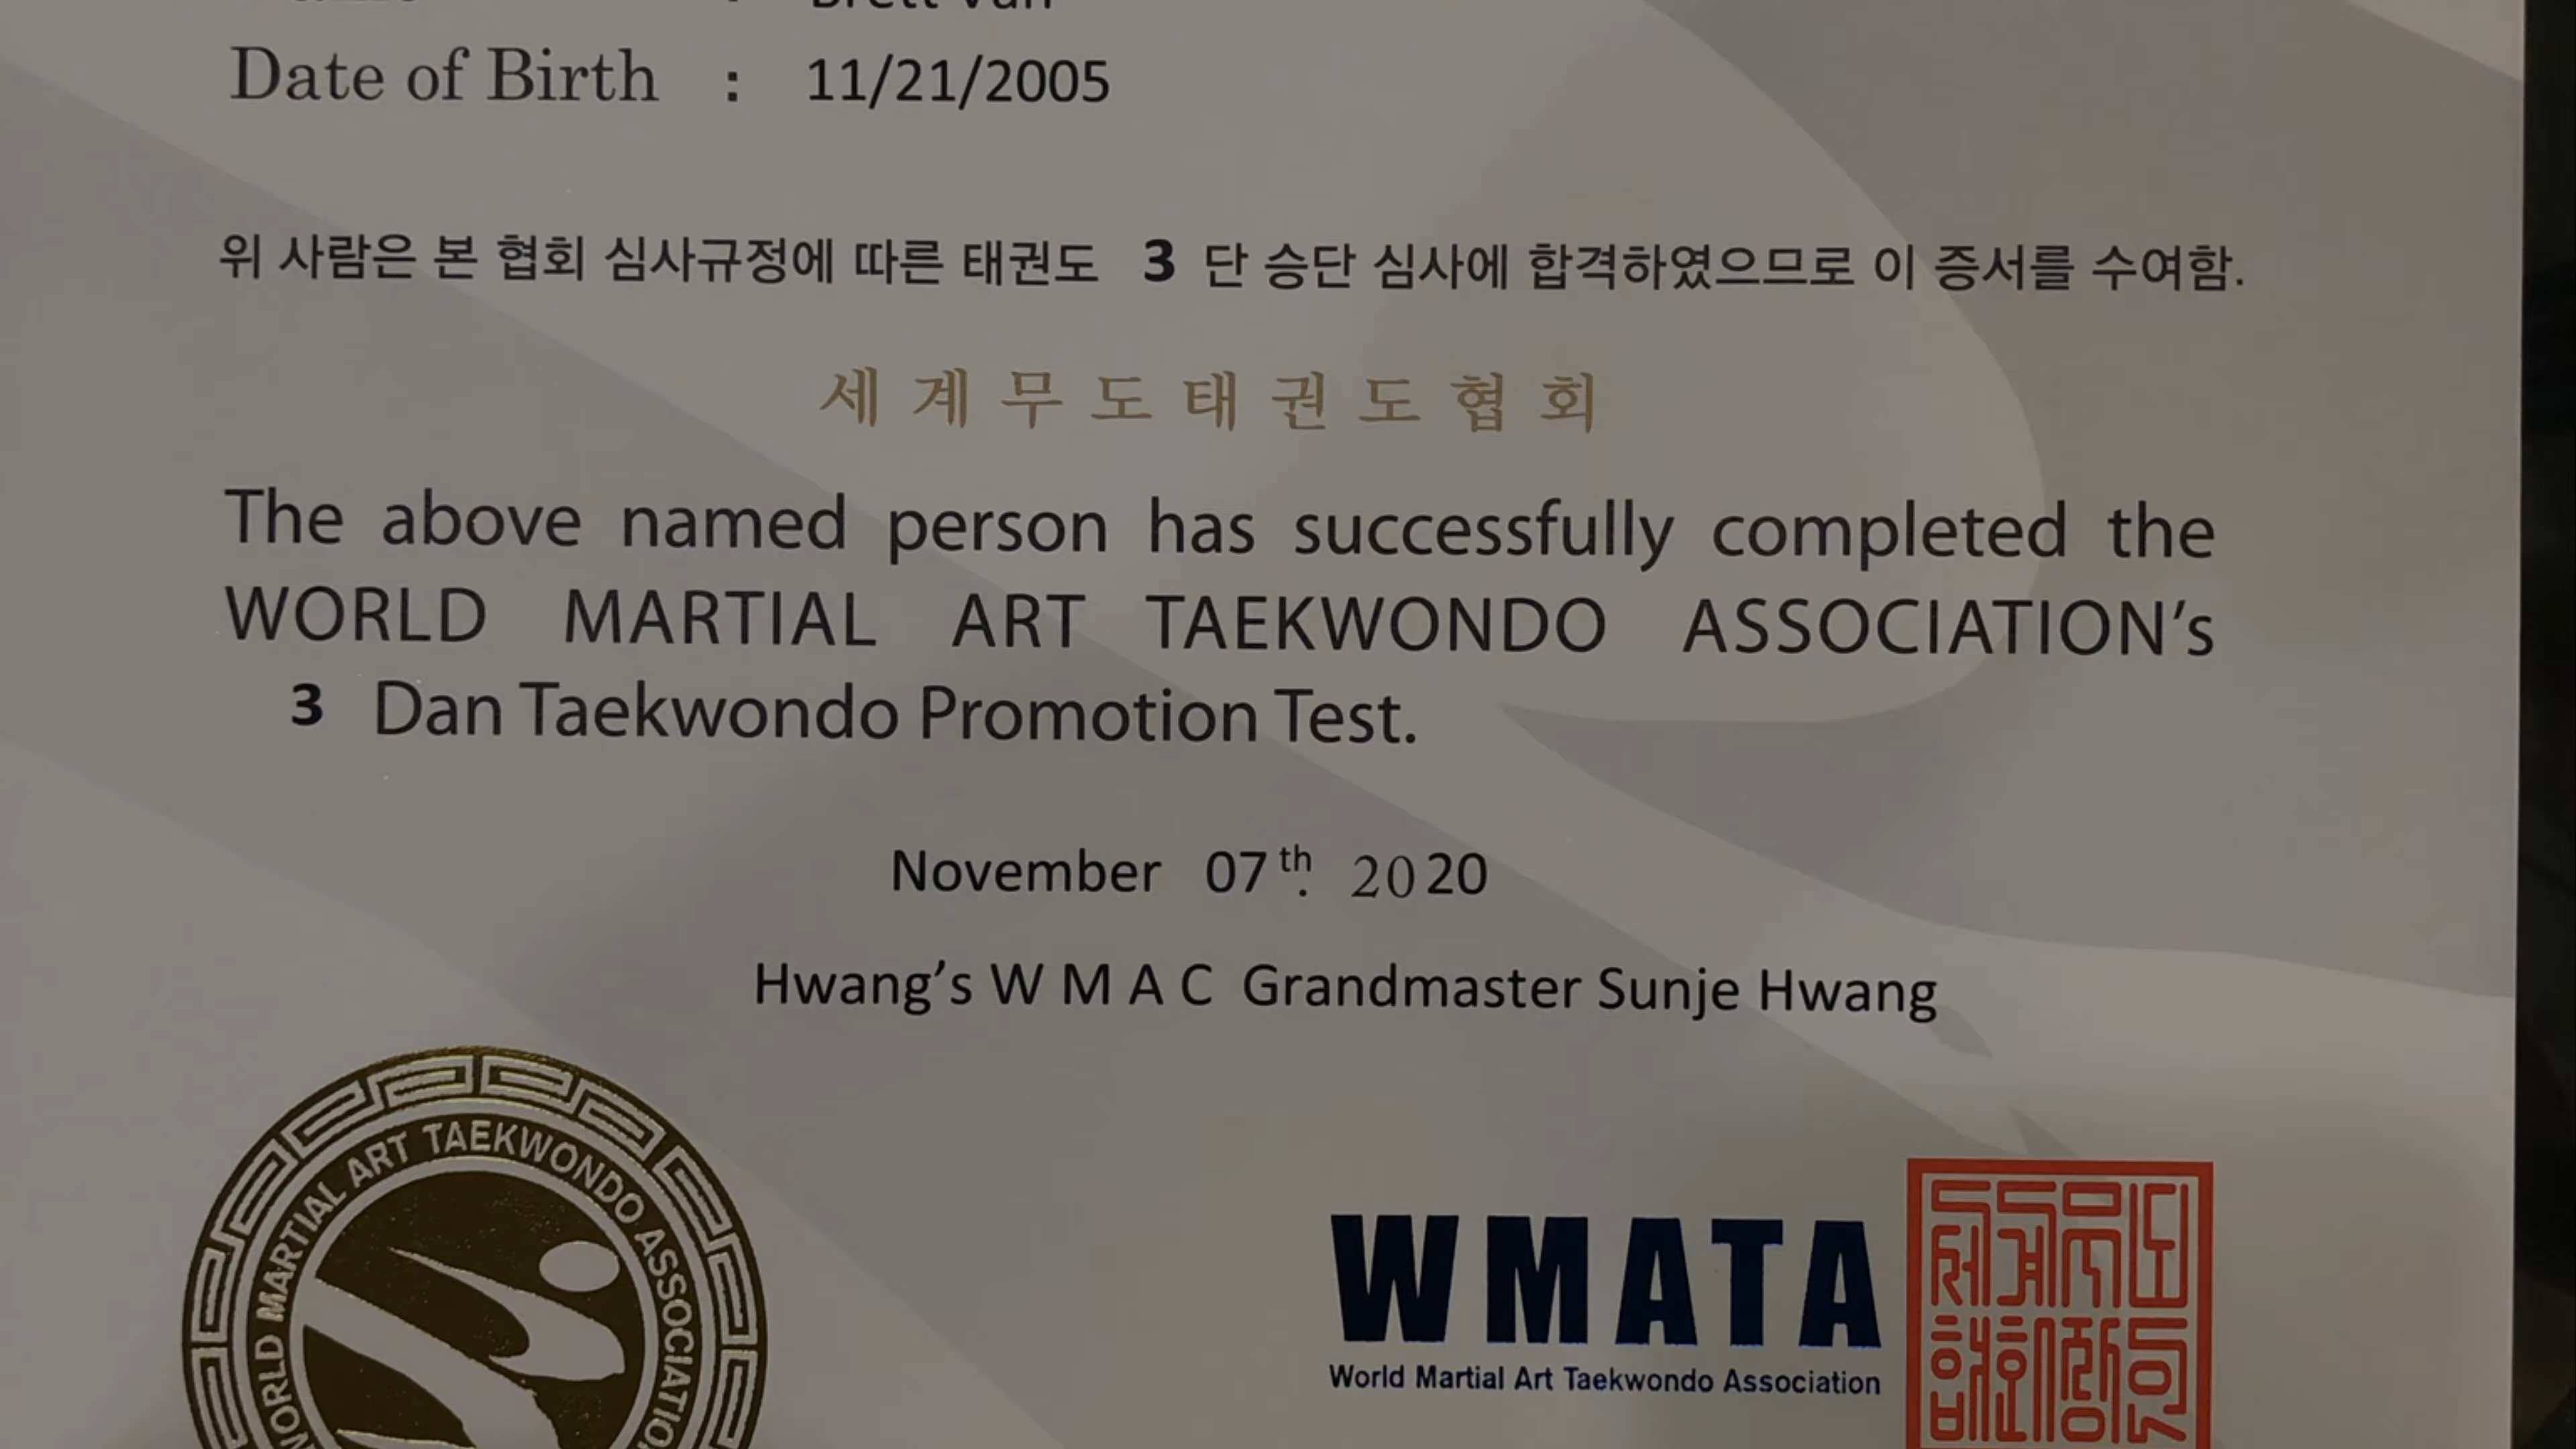 Brett Van
Date of Birth : 11/21/2005
위 사람은 본 협회 심사규정에 따른 태권도 3 단 승단 심사에 합격하였으므로 이 증서를 수여함.
세계무도태권도협회
The above named person has successfully completed the
WORLD MARTIAL ART TAEKWONDO ASSOCIATION’s
3 Dan Taekwondo Promotion Test.
November 07th. 2020
Hwang’s W M A C Grandmaster Sunje Hwang
WORLD MARTIAL ART TAEKWONDO ASSOCIATION
WMATA
World Martial Art Taekwondo Association